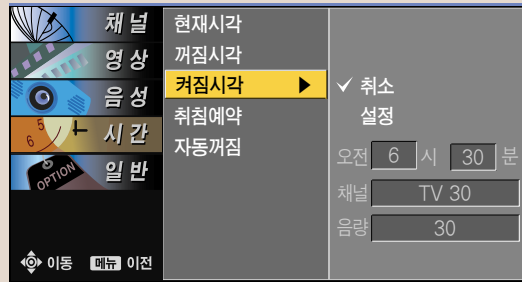 채널
영상
음성
5
6
시간
OPTION
일반
이동 메뉴 이전
현재시각
꺼짐시각
켜짐시각
취침예약
자동꺼짐
취소
설정
오전 6 시 30 분
채널 TV 30
음량 30